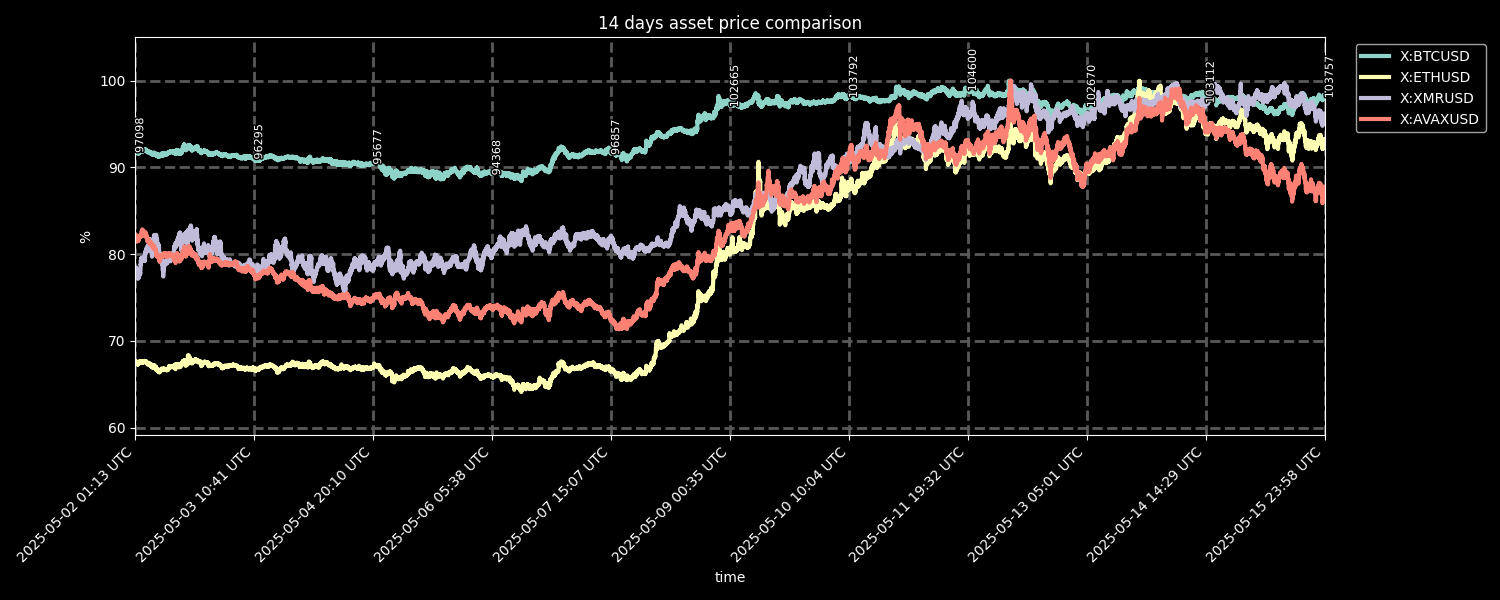 14 days asset price comparison
X:BTCUSD
X:ETHUSD
X:XMRUSD
X:AVAXUSD
%
100
90
80
70
60
97098
96295
95677
94368
96857
102665
103792
104600
102670
103112
103757
2025-05-02 01:13 UTC
2025-05-03 10:41 UTC
2025-05-04 20:10 UTC
2025-05-06 05:38 UTC
2025-05-07 15:07 UTC
2025-05-09 00:35 UTC
2025-05-10 10:04 UTC
2025-05-11 19:32 UTC
2025-05-13 05:01 UTC
2025-05-14 14:29 UTC
2025-05-15 23:58 UTC
time